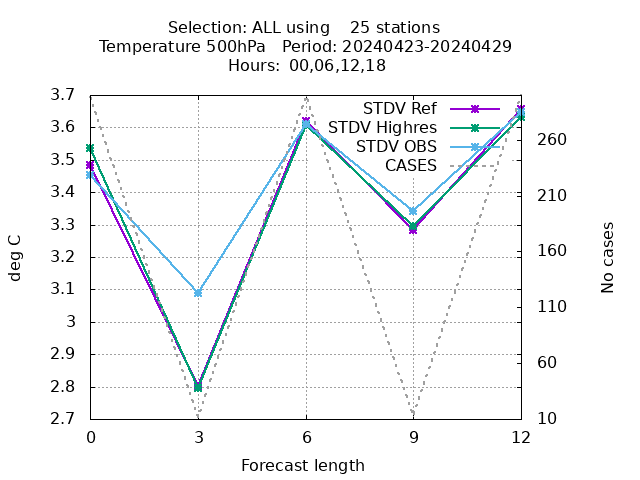 Selection: ALL using    25 stations
Temperature 500hPa   Period: 20240423-20240429
Hours: 00,06,12,18
STDV Ref
STDV Highres
STDV OBS
CASES
3.7
3.6
3.5
3.4
3.3
3.2
3.1
3
2.9
2.8
2.7
deg C
260
210
160
110
60
10
No cases
0 3 6 9 12
Forecast length